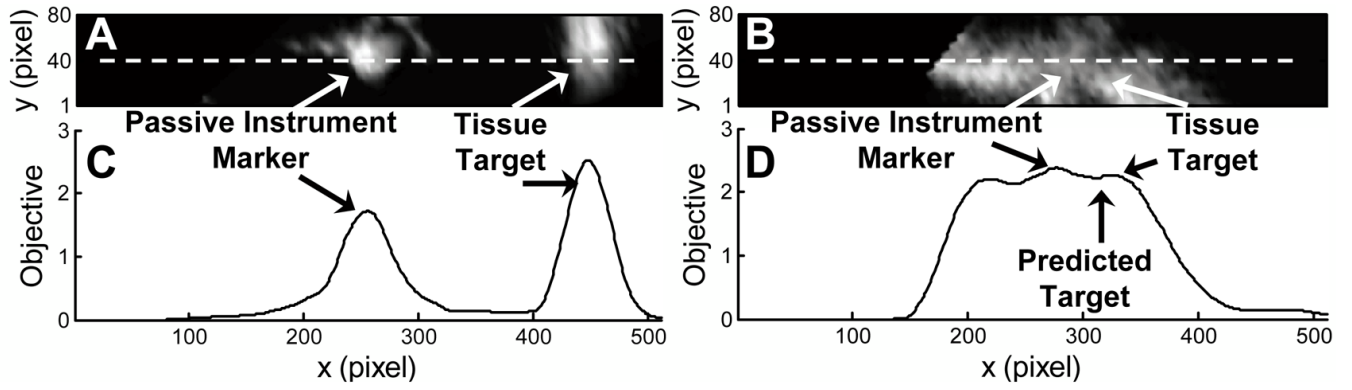 A
y (pixel)
80
40
1
Passive Instrument
Marker
Tissue
Target
C
Objective
3
2
1
0
100
200
300
400
500
x (pixel)
B
y (pixel)
80
40
1
Passive Instrument
Marker
Tissue
Target
D
Objective
3
2
1
0
Predicted
Target
100
200
300
400
500
x (pixel)